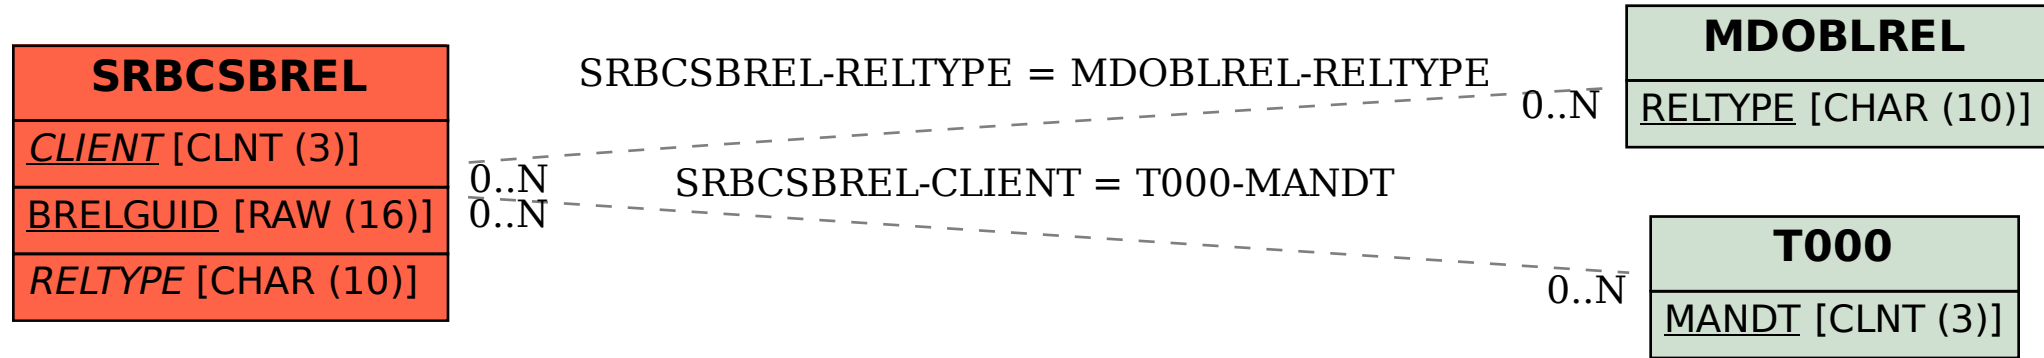 SRBCSBREL
CLIENT [CLNT (3)]
BRELGUID [RAW (16)]
RELTYPE [CHAR (10)]
SRBCSBREL-RELTYPE = MDOBLREL-RELTYPE
0..N
0..N
SRBCSBREL-CLIENT = T000-MANDT
0..N
0..N
MDOBLREL
RELTYPE [CHAR (10)]
T000
MANDT [CLNT (3)]